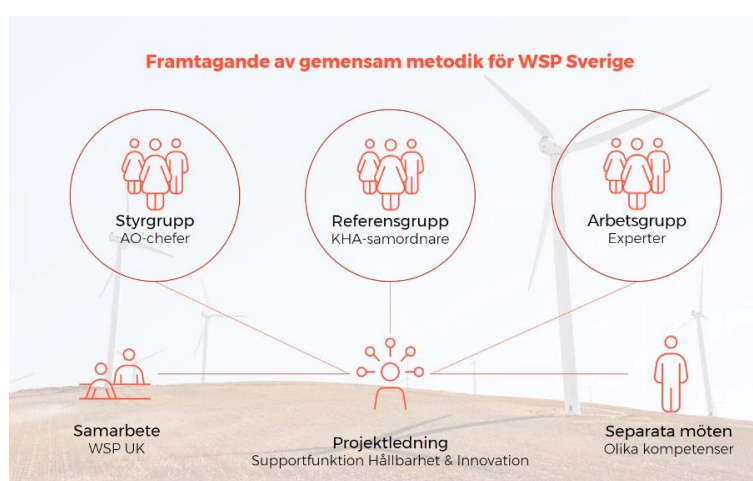 Framtagande av gemensam metodik för WSP Sverige
Styrgrupp
AO-chefer
Referensgrupp
KHA-samordnare
Arbetsgrupp
Experter
Samarbete
WSP UK
Projektledning
Supportfunktion Hållbarhet & Innovation
Separata möten
Olika kompetenser